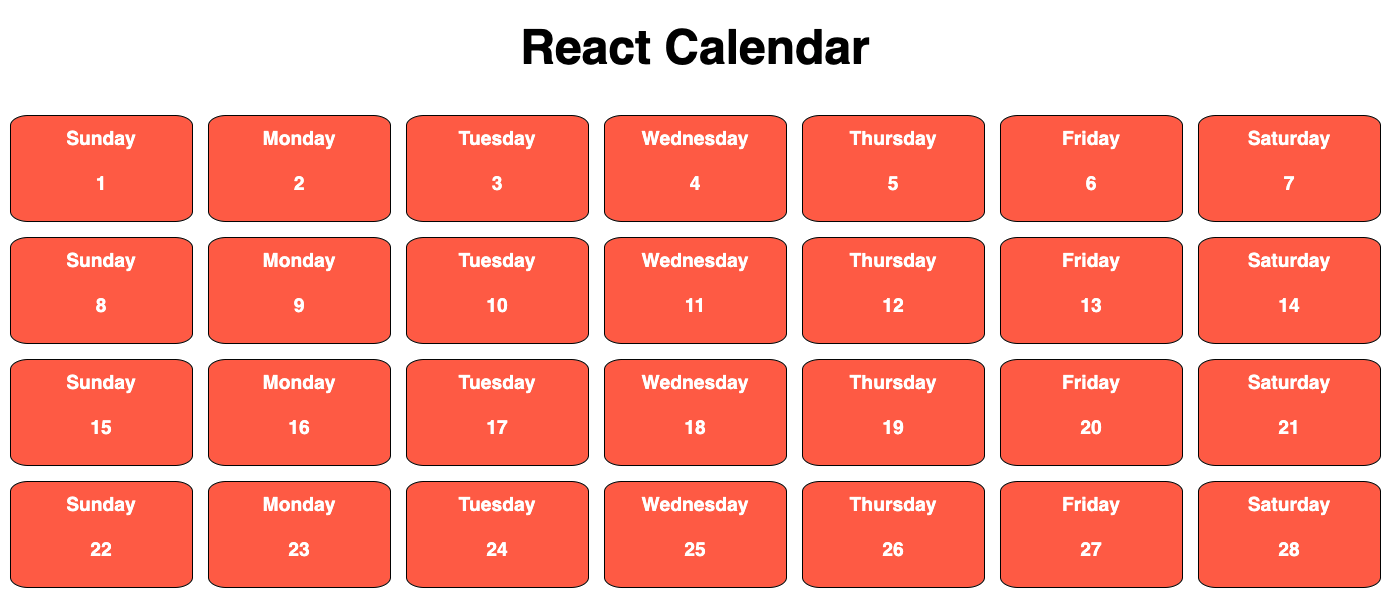 React Calendar
Sunday Monday Tuesday Wednesday Thursday Friday Saturday
1 2 3 4 5 6 7
Sunday Monday Tuesday Wednesday Thursday Friday Saturday
8 9 10 11 12 13 14
Sunday Monday Tuesday Wednesday Thursday Friday Saturday
15 16 17 18 19 20 21
Sunday Monday Tuesday Wednesday Thursday Friday Saturday
22 23 24 25 26 27 28